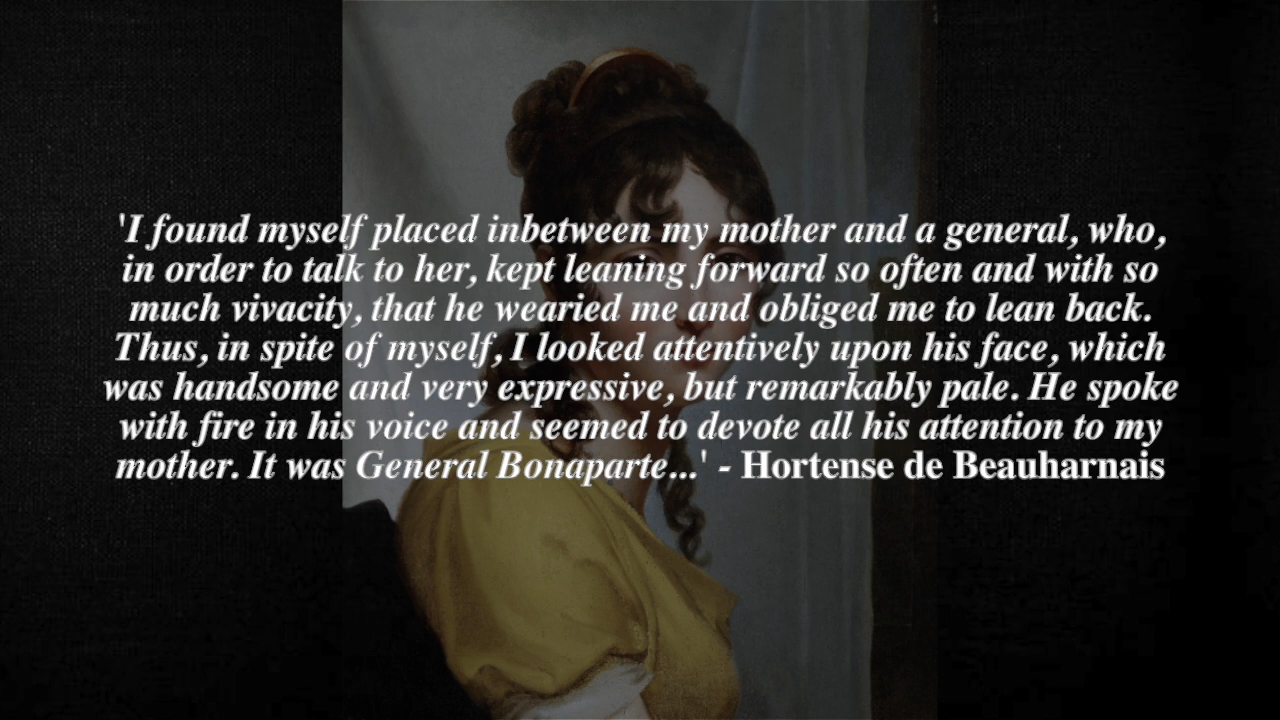 'I found myself placed inbetween my mother and a general, who,
in order to talk to her, kept leaning forward so often and with so
much vivacity, that he wearied me and obliged me to lean back.
Thus, in spite of myself, I looked attentively upon his face, which
was handsome and very expressive, but remarkably pale. He spoke
with fire in his voice and seemed to devote all his attention to my
mother. It was General Bonaparte...' - Hortense de Beauharnais